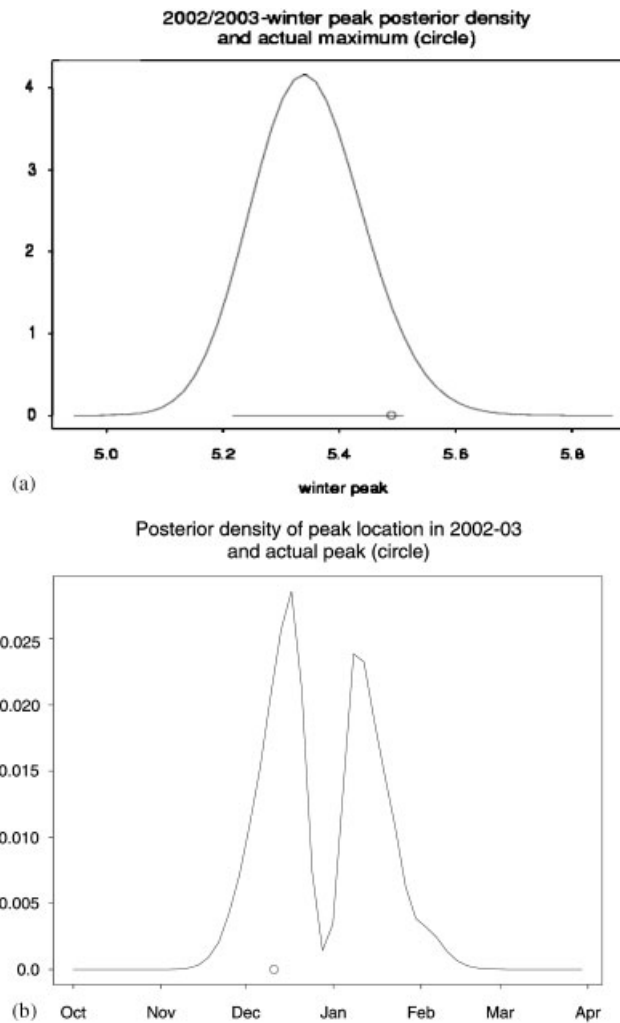 2002/2003-winter peak posterior density
and actual maximum (circle)
4
3
2
1
0
5.0 5.2 5.4 5.6 5.8
(a)
winter peak
Posterior density of peak location in 2002-03
and actual peak (circle)
0.025
0.020
0.015
0.010
0.005
0.0
(b) Oct Nov Dec Jan Feb Mar Apr